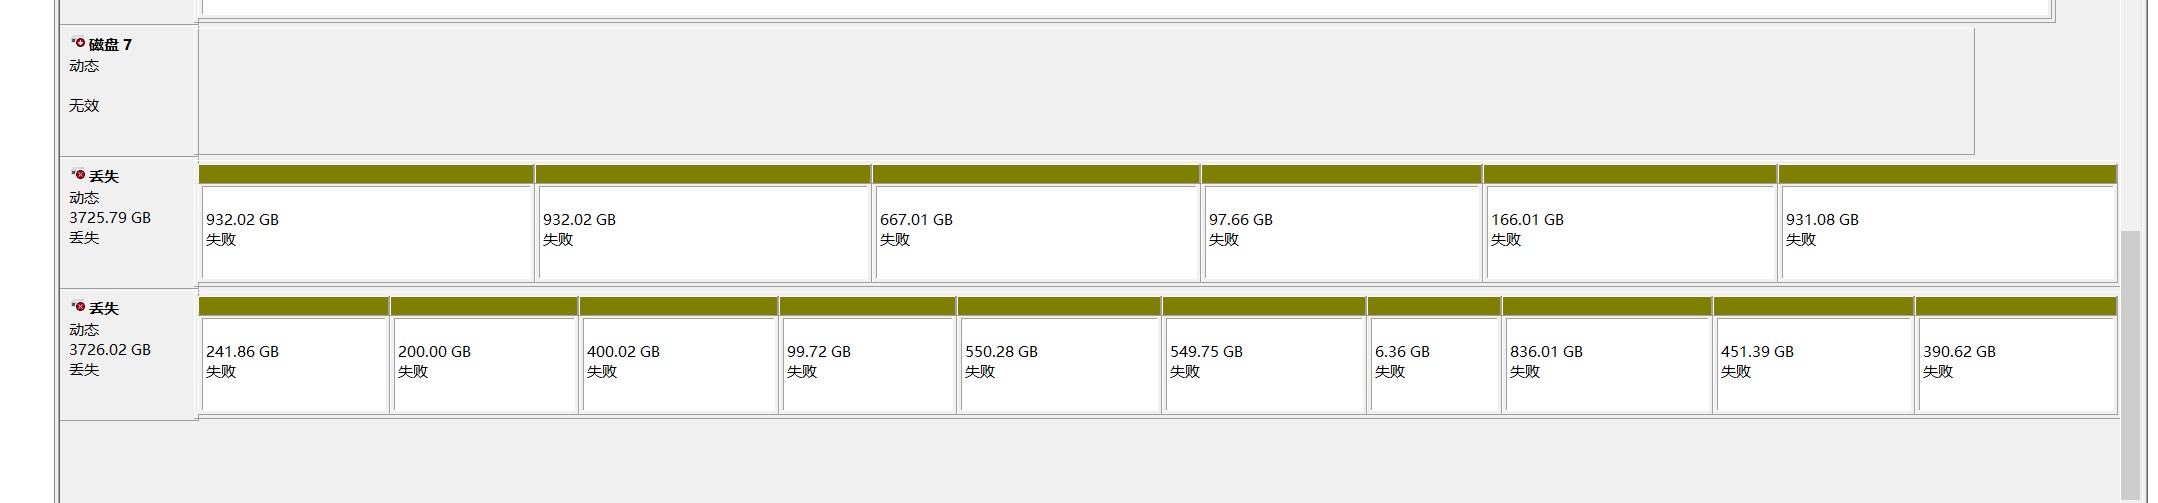 磁盘 7
动态
无效
丢失
动态
3725.79 GB
丢失
932.02 GB
失败
932.02 GB
失败
667.01 GB
失败
97.66 GB
失败
166.01 GB
失败
931.08 GB
失败
丢失
动态
3726.02 GB
丢失
241.86 GB
失败
200.00 GB
失败
400.02 GB
失败
99.72 GB
失败
550.28 GB
失败
549.75 GB
失败
6.36 GB
失败
836.01 GB
失败
451.39 GB
失败
390.62 GB
失败